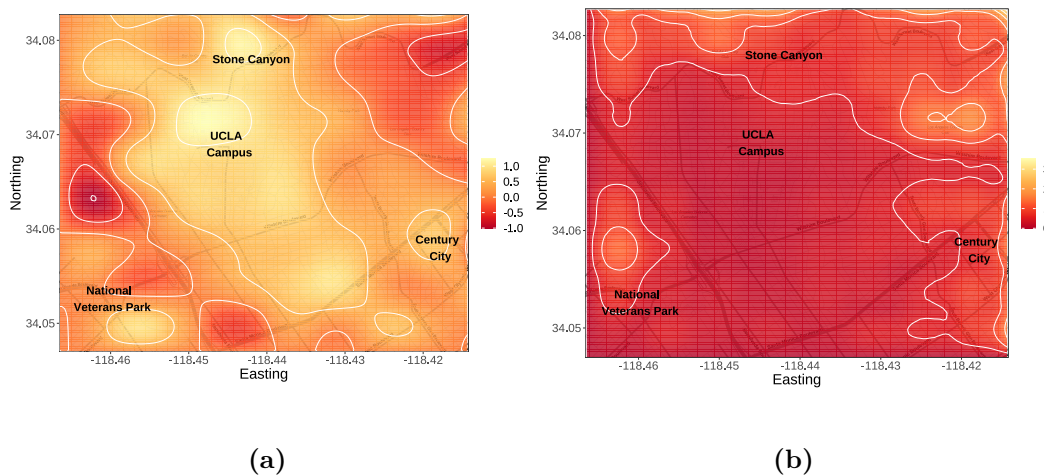 34.08
34.07
34.06
34.05
Northing
Stone Canyon
UCLA
Campus
Century
City
National
Veterans Park
-118.46
-118.45
-118.44
-118.43
-118.42
Easting
1.0
0.5
0.0
-0.5
-1.0
(a)
34.08
34.07
34.06
34.05
Northing
Stone Canyon
UCLA
Campus
Century
City
National
Veterans Park
-118.46
-118.45
-118.44
-118.43
-118.42
Easting
(b)